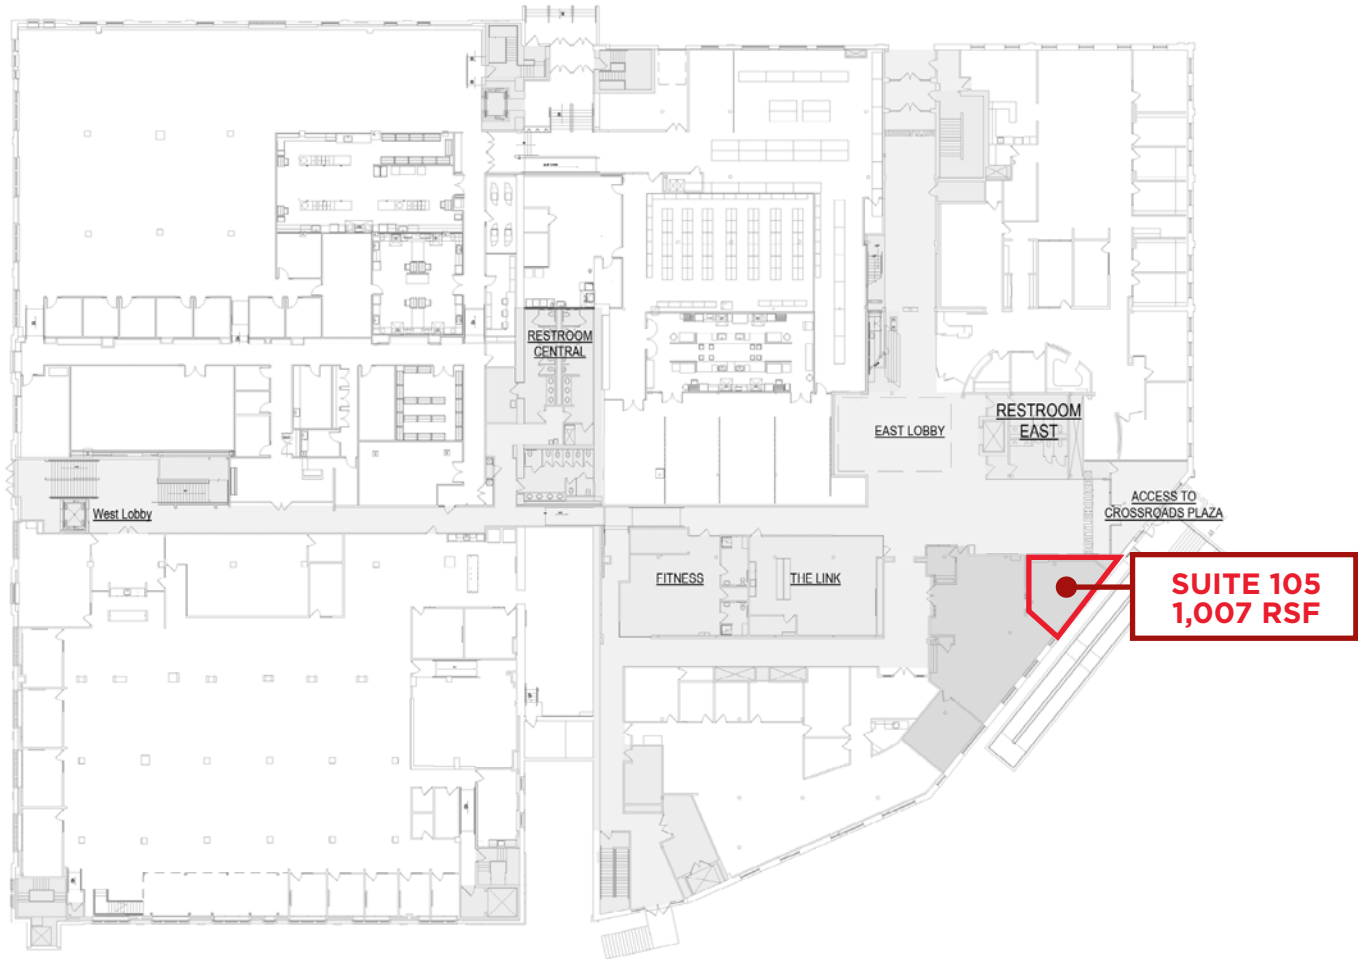 RESTROOM
CENTRAL
EAST LOBBY
RESTROOM
EAST
West Lobby
ACCESS TO
CROSSROADS PLAZA
FITNESS
THE LINK
SUITE 105
1,007 RSF